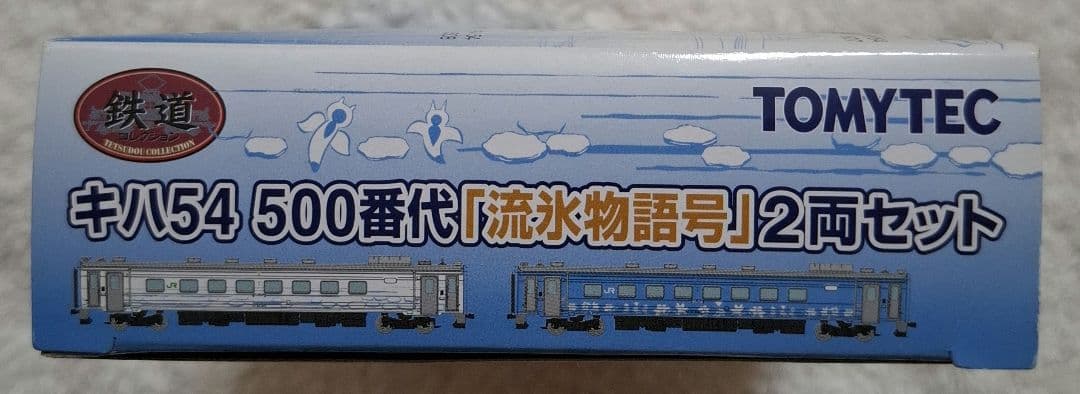 鉄道
コレクション
TETSUDOU COLLECTION
TOMYTEC
キハ54 500番代「流氷物語号」2両セット
JR
JR